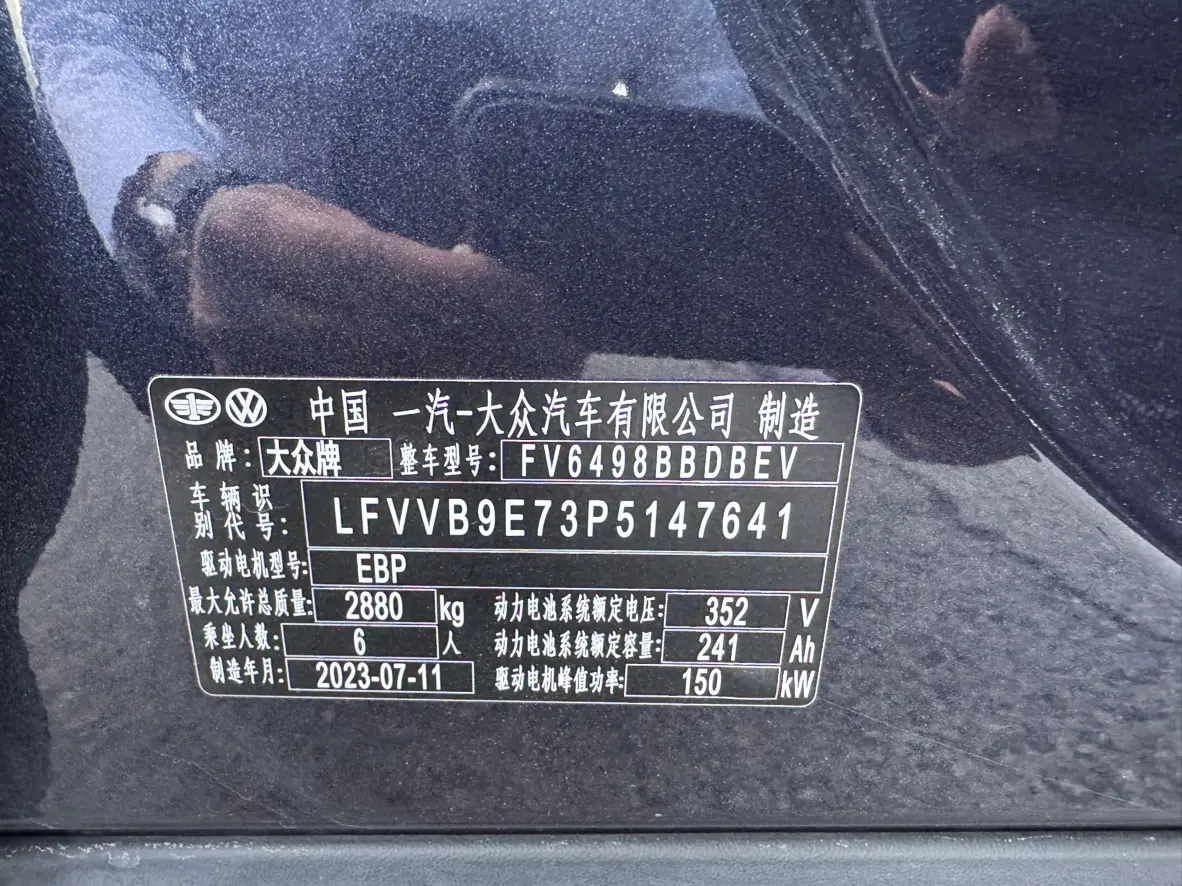 中国 一汽-大众汽车有限公司 制造
品牌: 大众牌 整车型号: FV6498BBDBEV
车辆识别代号: LFVVB9E73P5147641
驱动电机型号: EBP
最大允许总质量: 2880 kg 动力电池系统额定电压: 352 V
乘坐人数: 6 人 动力电池系统额定容量: 241 Ah
制造年月: 2023-07-11 驱动电机峰值功率: 150 kW